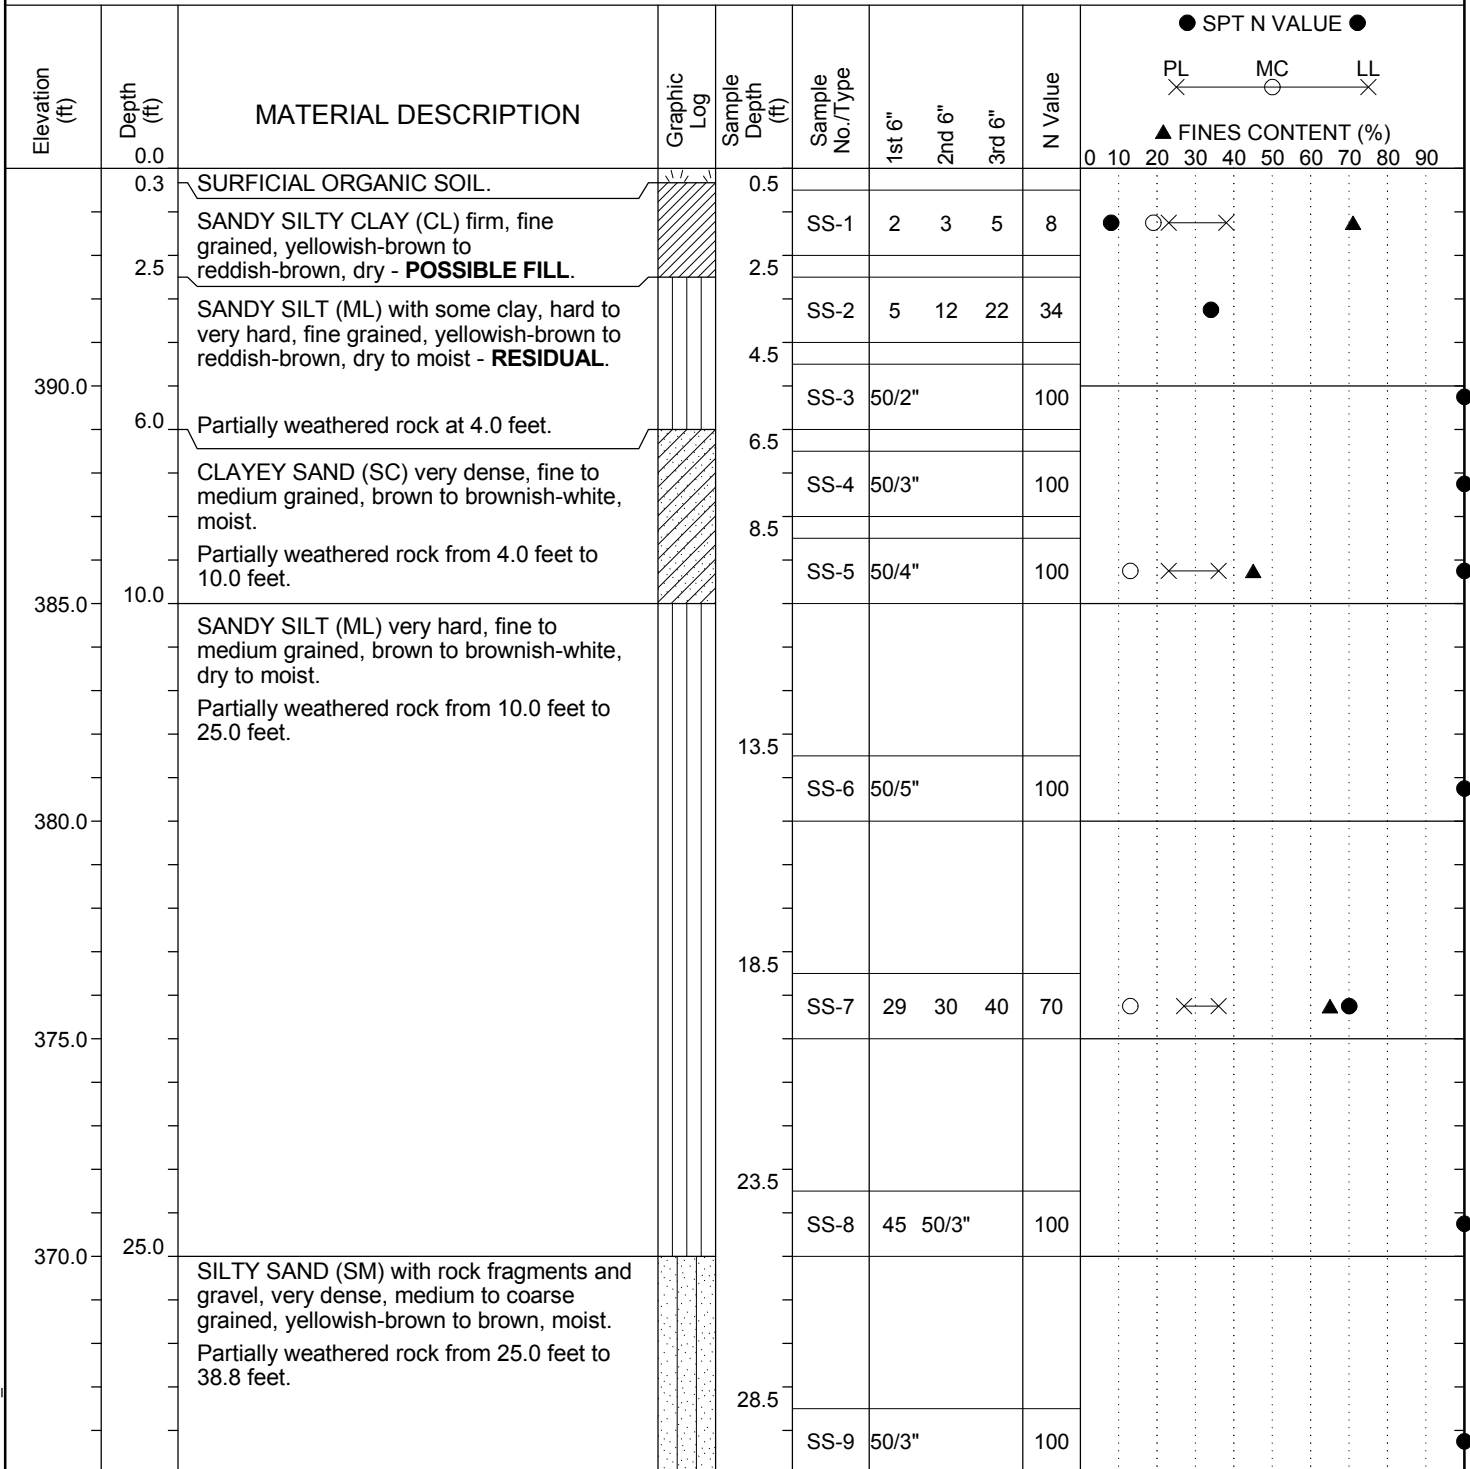 ● SPT N VALUE ●
PL MC LL
▲ FINES CONTENT (%)
0 10 20 30 40 50 60 70 80 90
Elevation
(ft)
Depth
(ft)
0.0
MATERIAL DESCRIPTION
Graphic
Log
Sample
Depth
(ft)
Sample
No./Type
1st 6"
2nd 6"
3rd 6"
N Value
0.3 SURFICIAL ORGANIC SOIL. 0.5
SANDY SILTY CLAY (CL) firm, fine
grained, yellowish-brown to
reddish-brown, dry - POSSIBLE FILL.
SS-1 2 3 5 8
2.5 2.5
SANDY SILT (ML) with some clay, hard to
very hard, fine grained, yellowish-brown to
reddish-brown, dry to moist - RESIDUAL.
SS-2 5 12 22 34
4.5
390.0
SS-3 50/2" 100
6.0 Partially weathered rock at 4.0 feet.
6.5
CLAYEY SAND (SC) very dense, fine to
medium grained, brown to brownish-white,
moist.
SS-4 50/3" 100
8.5
Partially weathered rock from 4.0 feet to
10.0 feet.
SS-5 50/4" 100
385.0 10.0
SANDY SILT (ML) very hard, fine to
medium grained, brown to brownish-white,
dry to moist.
Partially weathered rock from 10.0 feet to
25.0 feet.
13.5
SS-6 50/5" 100
380.0
18.5
SS-7 29 30 40 70
375.0
23.5
SS-8 45 50/3" 100
370.0 25.0
SILTY SAND (SM) with rock fragments and
gravel, very dense, medium to coarse
grained, yellowish-brown to brown, moist.
Partially weathered rock from 25.0 feet to
38.8 feet.
28.5
SS-9 50/3" 100